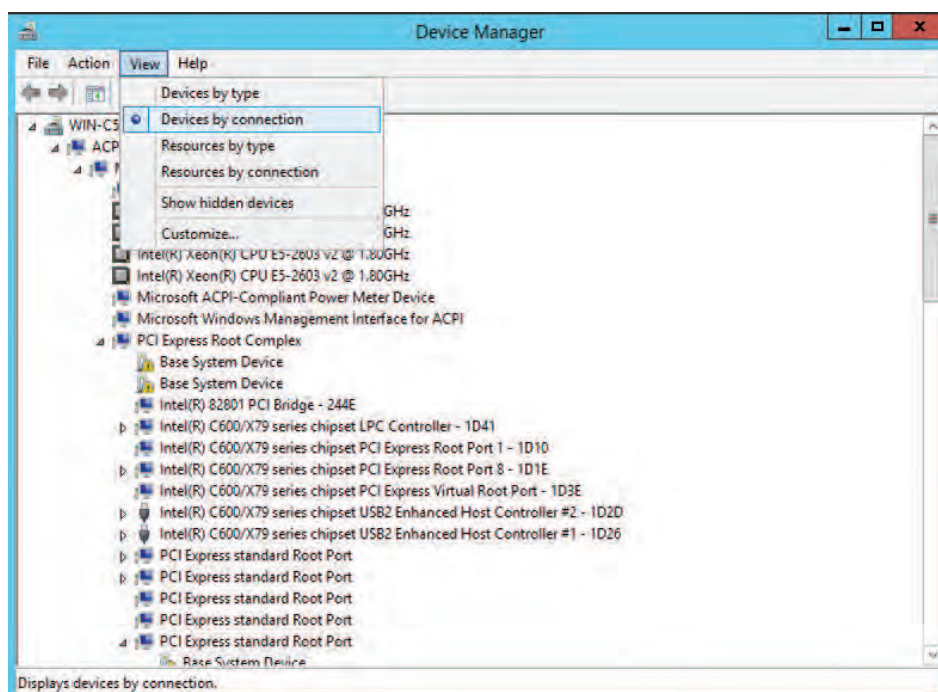 Device Manager
File Action View Help
Devices by type
WIN-C5
Devices by connection
ACP
Resources by type
Resources by connection
Show hidden devices
GHz
Customize...
GHz
Intel(R) Xeon(R) CPU E5-2603 v2 @ 1.80GHz
Intel(R) Xeon(R) CPU E5-2603 v2 @ 1.80GHz
Microsoft ACPI-Compliant Power Meter Device
Microsoft Windows Management Interface for ACPI
PCI Express Root Complex
Base System Device
Base System Device
Intel(R) 82801 PCI Bridge - 244E
Intel(R) C600/X79 series chipset LPC Controller - 1D41
Intel(R) C600/X79 series chipset PCI Express Root Port 1 - 1D10
Intel(R) C600/X79 series chipset PCI Express Root Port 8 - 1D1E
Intel(R) C600/X79 series chipset PCI Express Virtual Root Port - 1D3E
Intel(R) C600/X79 series chipset USB2 Enhanced Host Controller #2 - 1D2D
Intel(R) C600/X79 series chipset USB2 Enhanced Host Controller #1 - 1D26
PCI Express standard Root Port
PCI Express standard Root Port
PCI Express standard Root Port
PCI Express standard Root Port
PCI Express standard Root Port
Base System Device
Displays devices by connection.